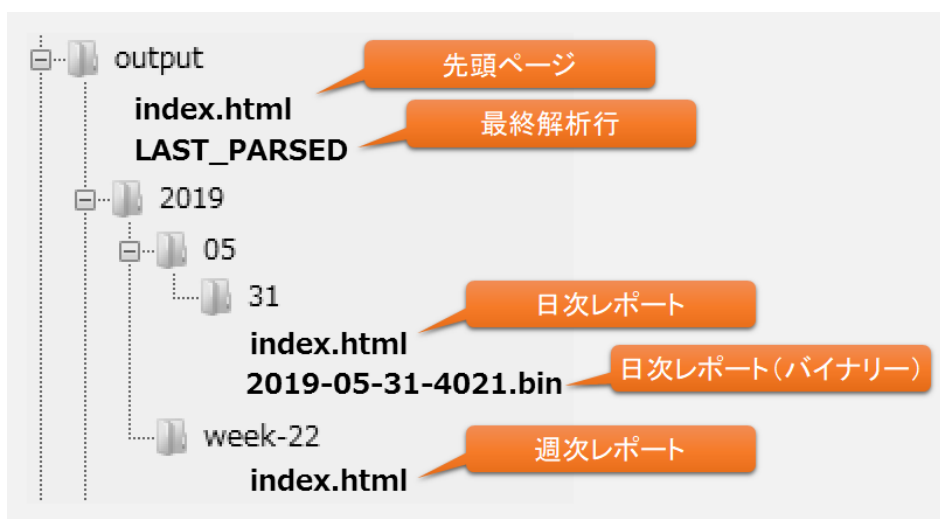 output
先頭ページ
index.html
最終解析行
LAST_PARSED
2019
05
31
日次レポート
index.html
日次レポート(バイナリー)
2019-05-31-4021.bin
week-22
週次レポート
index.html